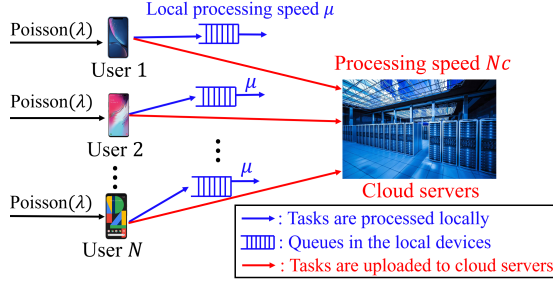 Local processing speed μ
Poisson(λ)
User 1
Processing speed Nc
Poisson(λ)
μ
User 2
μ
Poisson(λ)
Cloud servers
User N
: Tasks are processed locally
: Queues in the local devices
: Tasks are uploaded to cloud servers